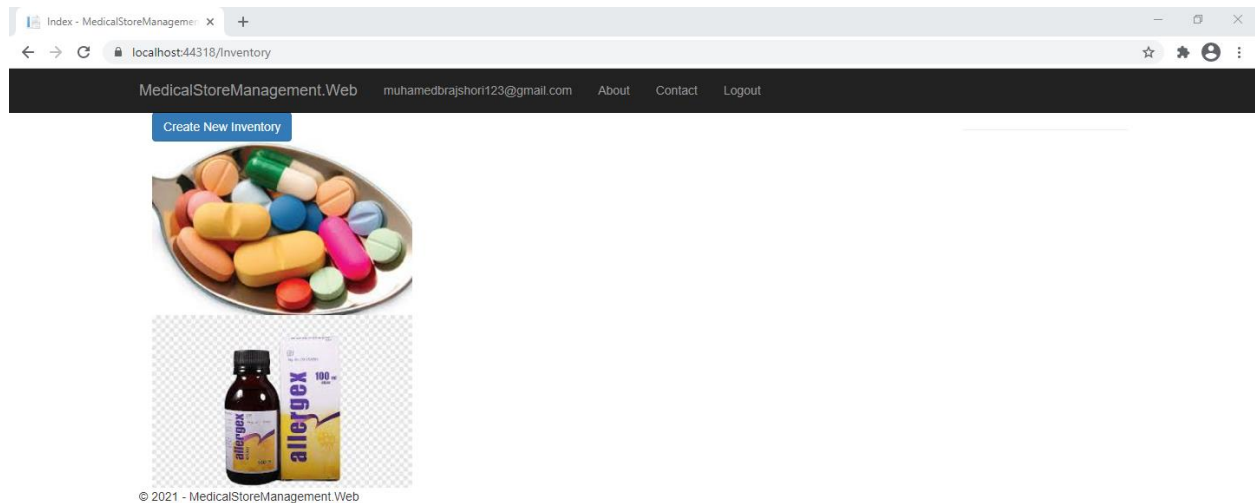 Index - MedicalStoreManagemen
localhost:44318/Inventory
MedicalStoreManagement.Web muhamedbrajshori123@gmail.com About Contact Logout
Create New Inventory
100
allergex
allergex
© 2021 - MedicalStoreManagement.Web